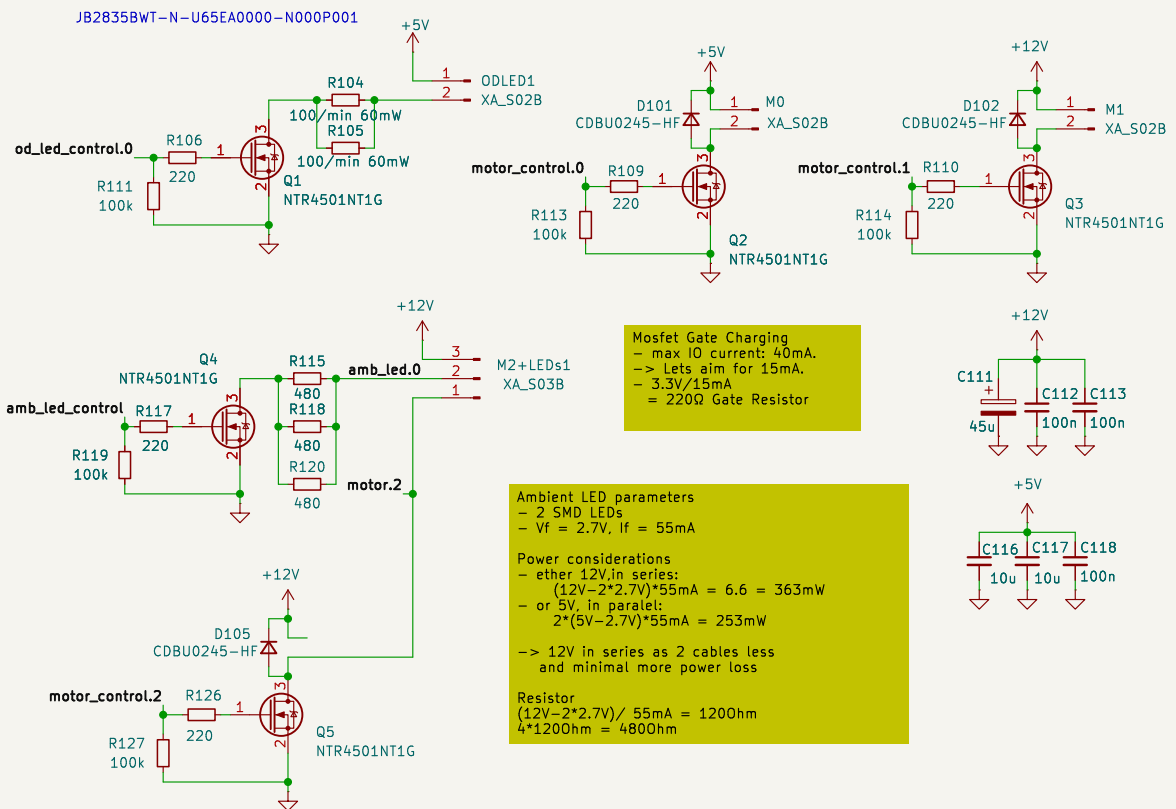 JB2835BWT-N-U65EA0000-N000P001
+5V
1
2
ODLED1
XA_S02B
R104
100/min 60mW
R105
100/min 60mW
od_led_control.0
R106
220
1
3
2
Q1
NTR4501NT1G
R111
100k
+5V
D101
CDBU0245-HF
1
2
M0
XA_S02B
motor_control.0
R109
220
1
3
2
Q2
NTR4501NT1G
R113
100k
+12V
D102
CDBU0245-HF
1
2
M1
XA_S02B
motor_control.1
R110
220
1
3
2
Q3
NTR4501NT1G
R114
100k
+12V
3
2
1
M2+LEDs1
XA_S03B
amb_led.0
Q4
NTR4501NT1G
R115
480
R118
480
R120
480
amb_led_control
R117
220
1
3
2
R119
100k
motor.2
Mosfet Gate Charging
- max IO current: 40mA.
-> Lets aim for 15mA.
- 3.3V/15mA
= 220Ω Gate Resistor
+12V
C111
+
45u
C112
100n
C113
100n
+5V
C116
10u
C117
10u
C118
100n
Ambient LED parameters
- 2 SMD LEDs
- Vf = 2.7V, If = 55mA
Power considerations
- ether 12V,in series:
(12V-2*2.7V)*55mA = 6.6 = 363mW
- or 5V, in paralel:
2*(5V-2.7V)*55mA = 253mW
-> 12V in series as 2 cables less
and minimal more power loss
Resistor
(12V-2*2.7V)/ 55mA = 120Ohm
4*120Ohm = 480Ohm
+12V
D105
CDBU0245-HF
motor_control.2
R126
220
1
3
2
Q5
NTR4501NT1G
R127
100k